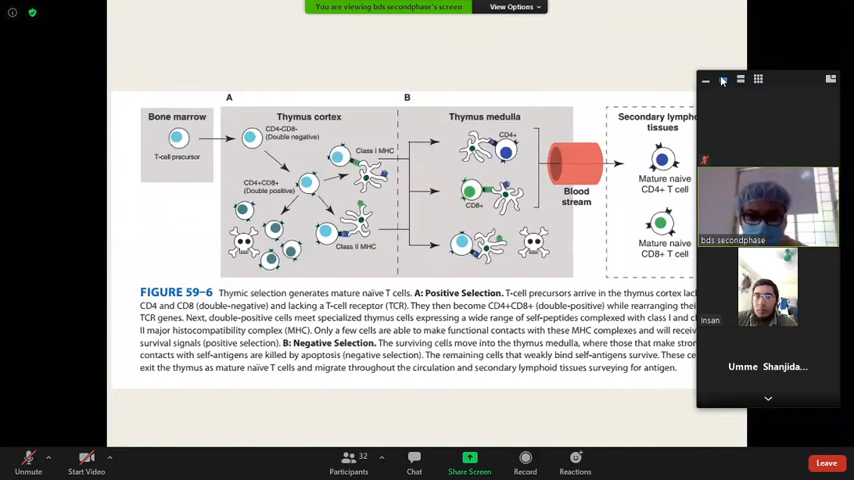 You are viewing bds secondphase's screen
View Options
A
B
Bone marrow
Thymus cortex
Thymus medulla
Secondary lympho
tissues
CD4-CD8-
(Double negative)
T-cell precursor
Class I MHC
CD4+
CD4+CD8+
(Double positive)
CD8+
Class II MHC
Blood
stream
Mature naive
CD4+ T cell
Mature naive
CD8+ T cell
FIGURE 59–6 Thymic selection generates mature naïve T cells. A: Positive Selection. T-cell precursors arrive in the thymus cortex lac
CD4 and CD8 (double-negative) and lacking a T-cell receptor (TCR). They then become CD4+CD8+ (double-positive) while rearranging thei
TCR genes. Next, double-positive cells meet specialized thymus cells expressing a wide range of self-peptides complexed with class I and cl
II major histocompatibility complex (MHC). Only a few cells are able to make functional contacts with these MHC complexes and will receiv
survival signals (positive selection). B: Negative Selection. The surviving cells move into the thymus medulla, where those that make stron
contacts with self-antigens are killed by apoptosis (negative selection). The remaining cells that weakly bind self-antigens survive. These ce
exit the thymus as mature naïve T cells and migrate throughout the circulation and secondary lymphoid tissues surveying for antigen.
bds secondphase
Insan
Umme Shanjida...
Unmute
Start Video
32
Participants
Chat
Share Screen
Record
Reactions
Leave